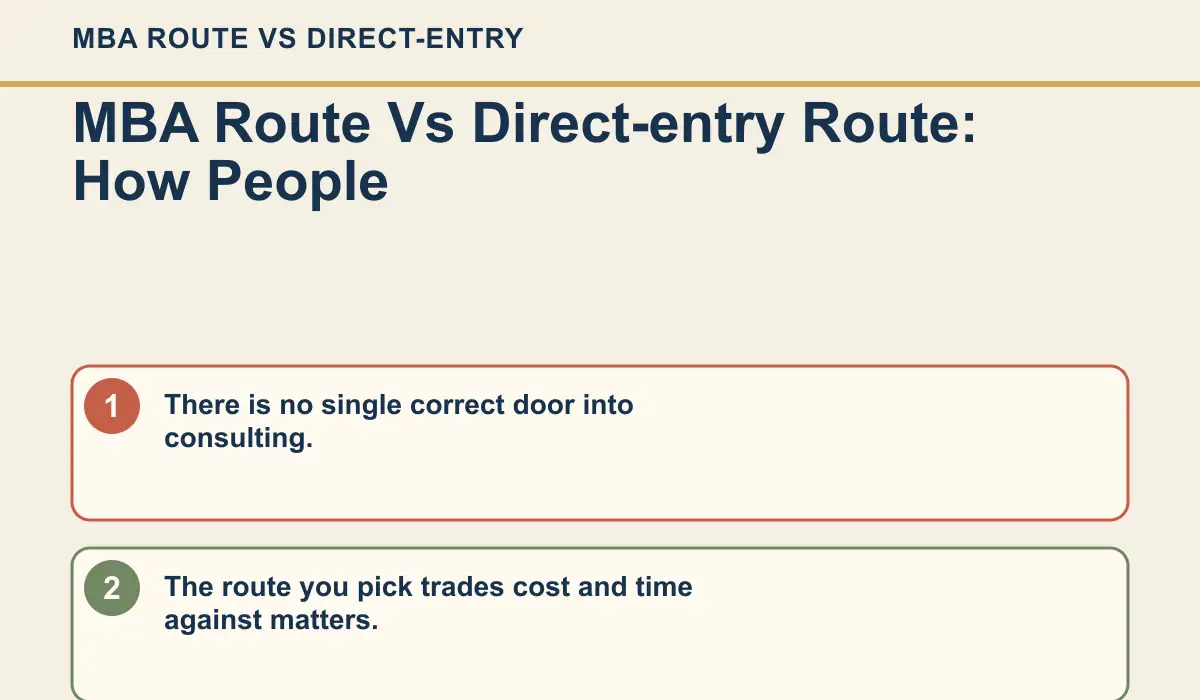 MBA ROUTE VS DIRECT-ENTRY
MBA Route Vs Direct-entry Route:
How People
1
There is no single correct door into
consulting.
2
The route you pick trades cost and time
against matters.